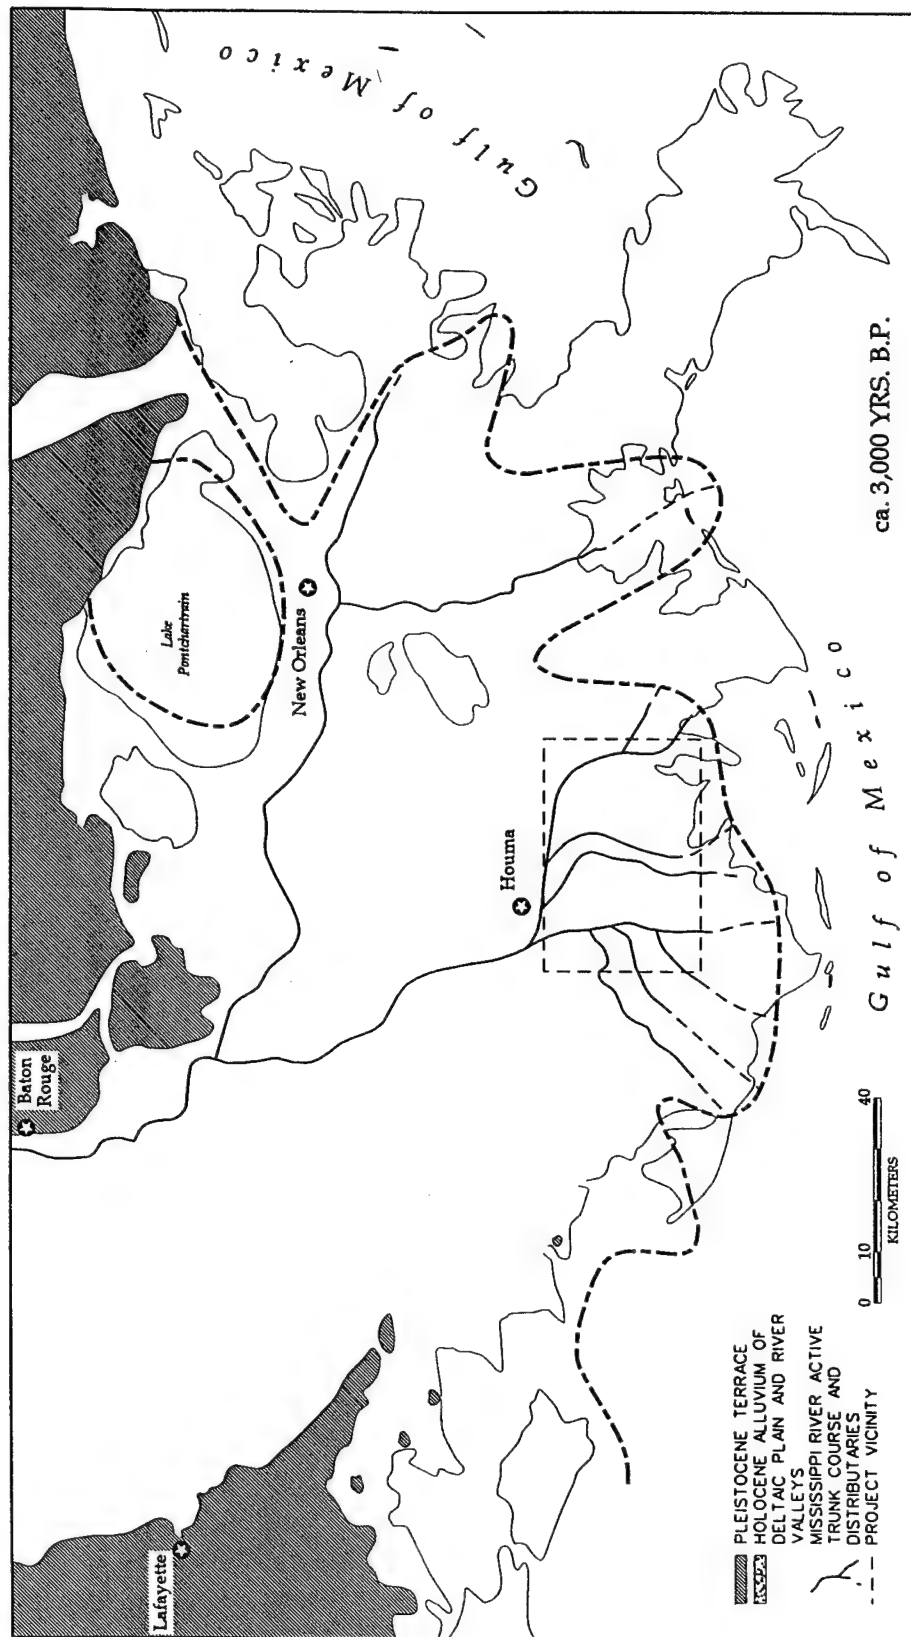 Baton
Rouge
Lafayette
Lake
Pontchartrain
New Orleans
Houma
Gulf of Mexico
Gulf of Mexico
ca. 3,000 YRS. B.P.
PLEISTOCENE TERRACE
HOLOCENE ALLUVIUM OF
DELTAIC PLAIN AND RIVER
VALLEYS
MISSISSIPPI RIVER ACTIVE
TRUNK COURSE AND
DISTRIBUTARIES
PROJECT VICINITY
0 10 40
KILOMETERS